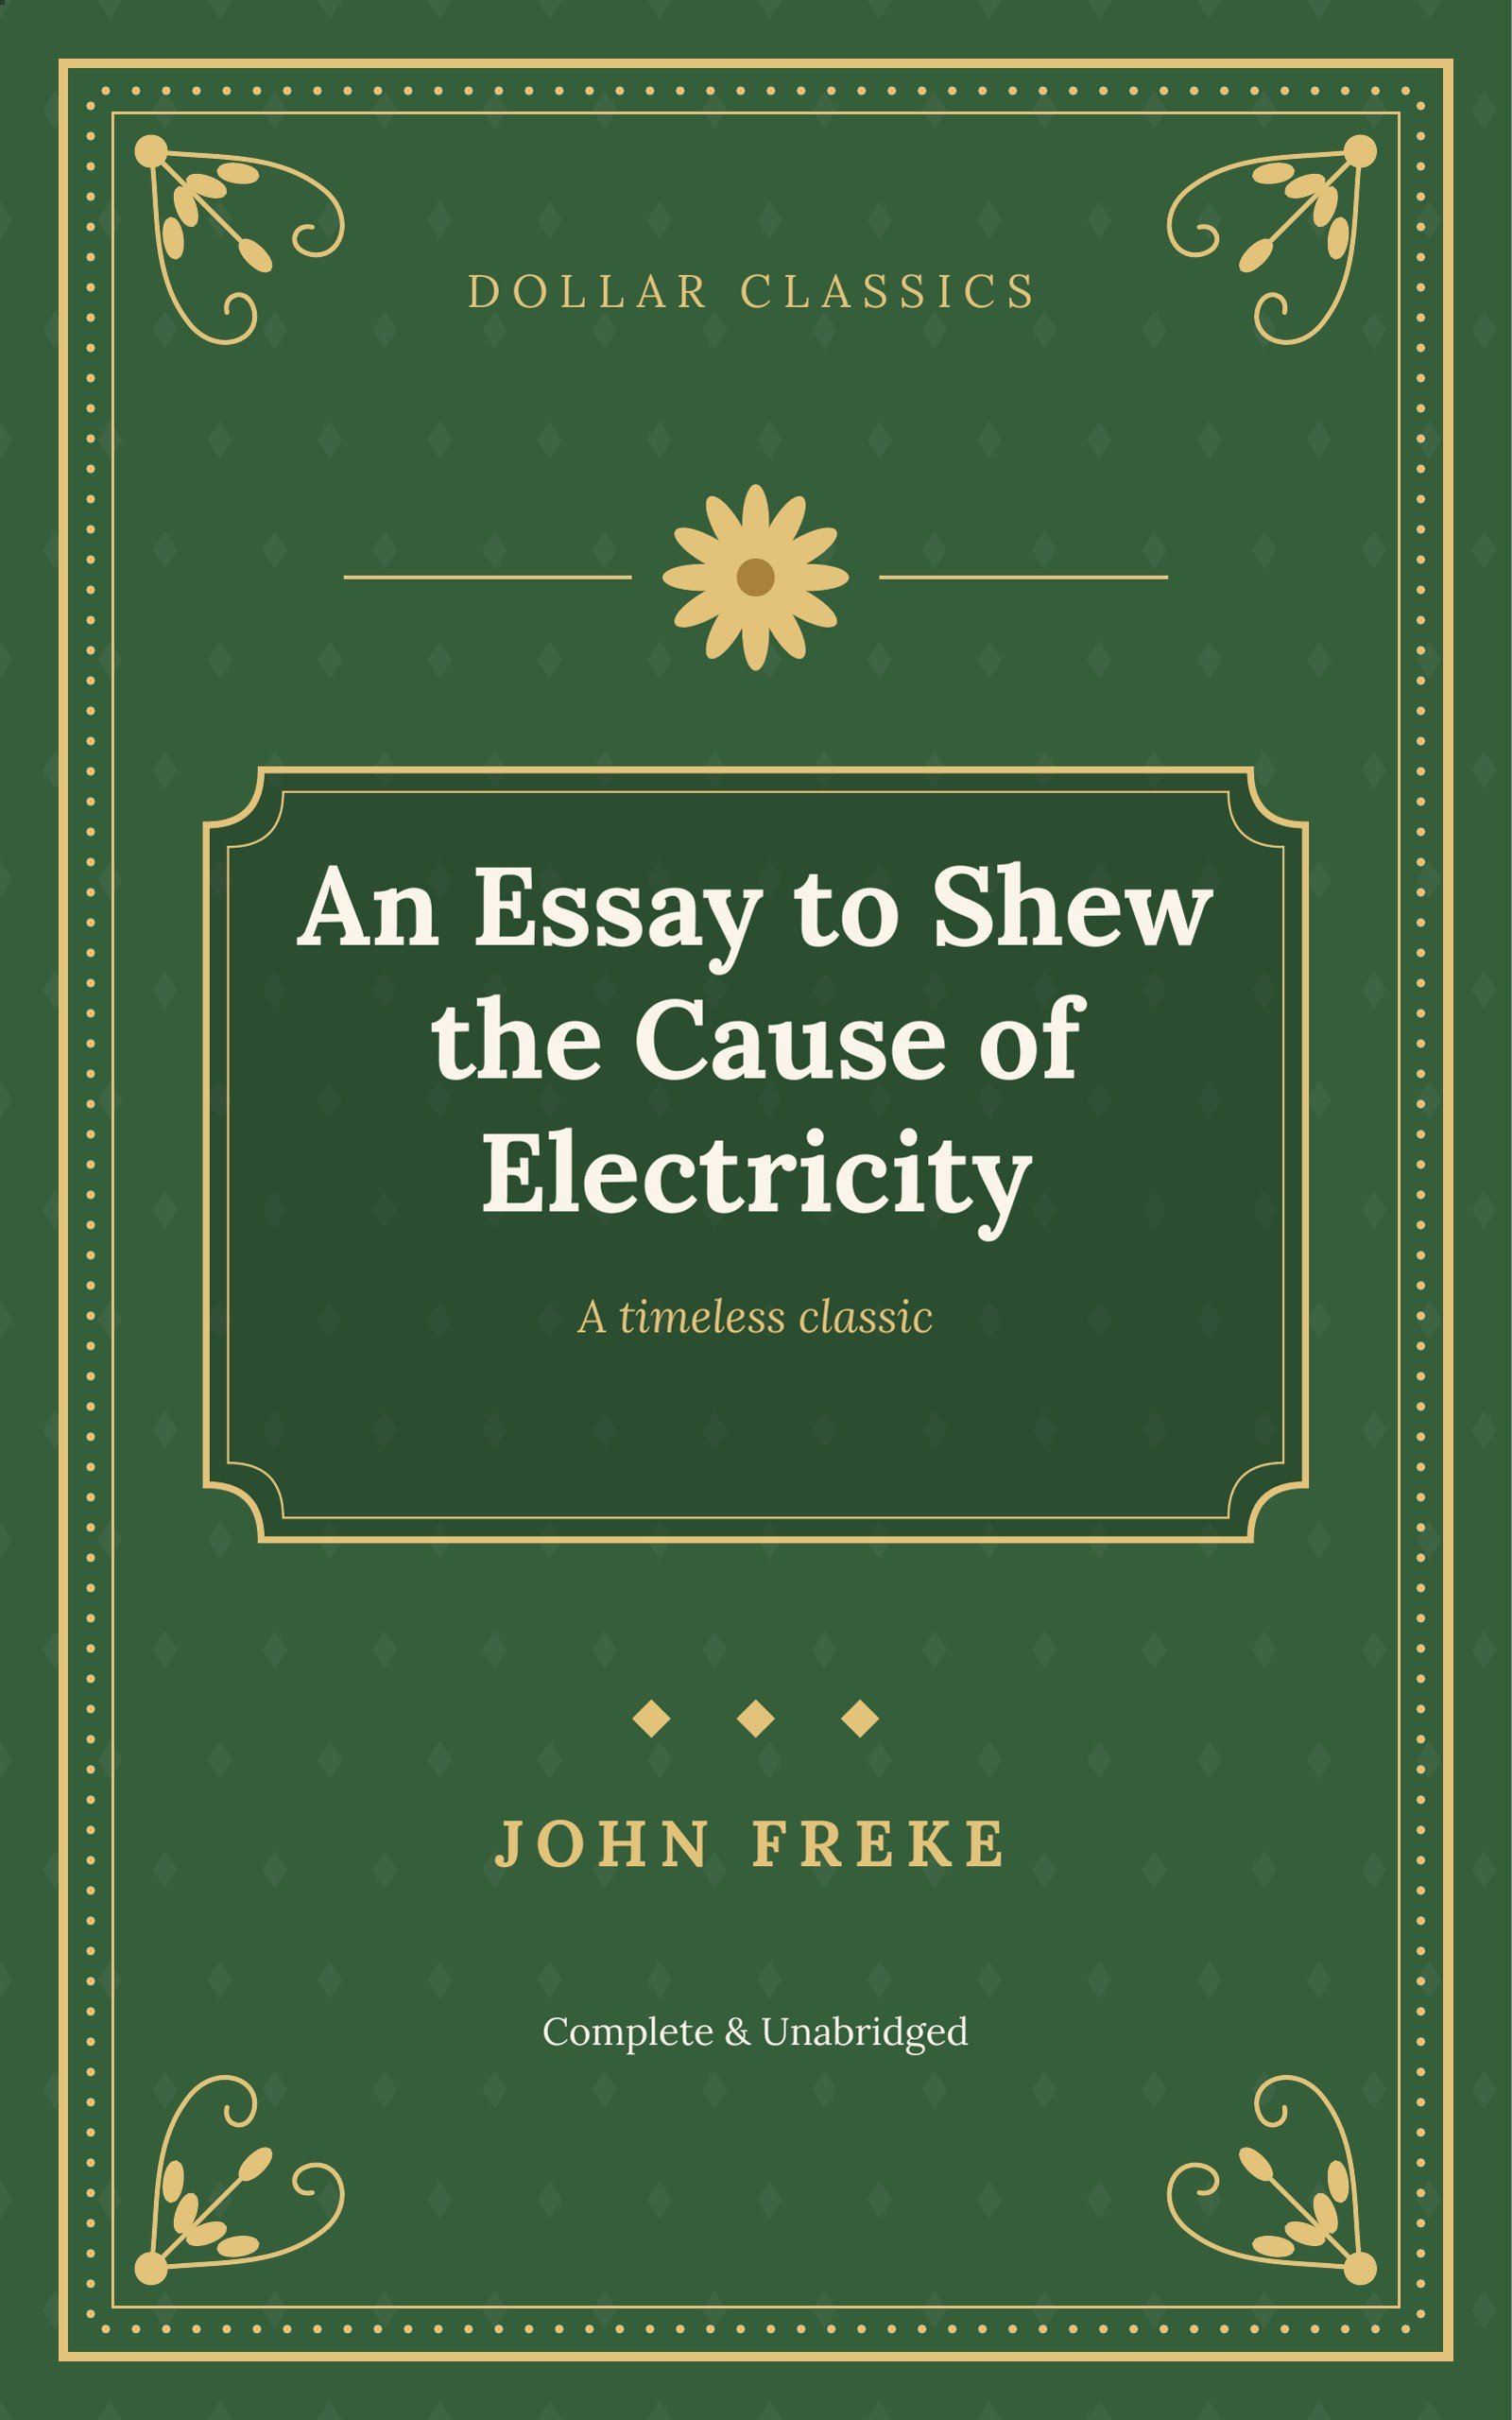 DOLLAR CLASSICS
An Essay to Shew
the Cause of
Electricity
A timeless classic
JOHN FREKE
Complete & Unabridged